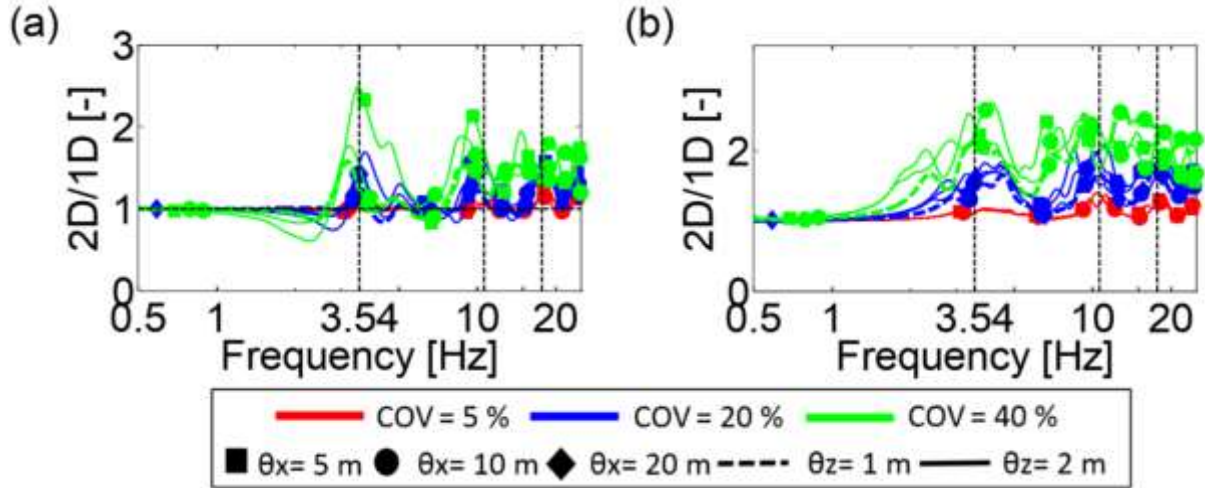 (a)
(b)
3
2
1
0
2D/1D [-]
0.5 1 3.54 10 20
Frequency [Hz]
2
1
0
2D/1D [-]
0.5 1 3.54 10 20
Frequency [Hz]
COV = 5 % COV = 20 % COV = 40 %
θx= 5 m θx= 10 m θx= 20 m θz= 1 m θz= 2 m